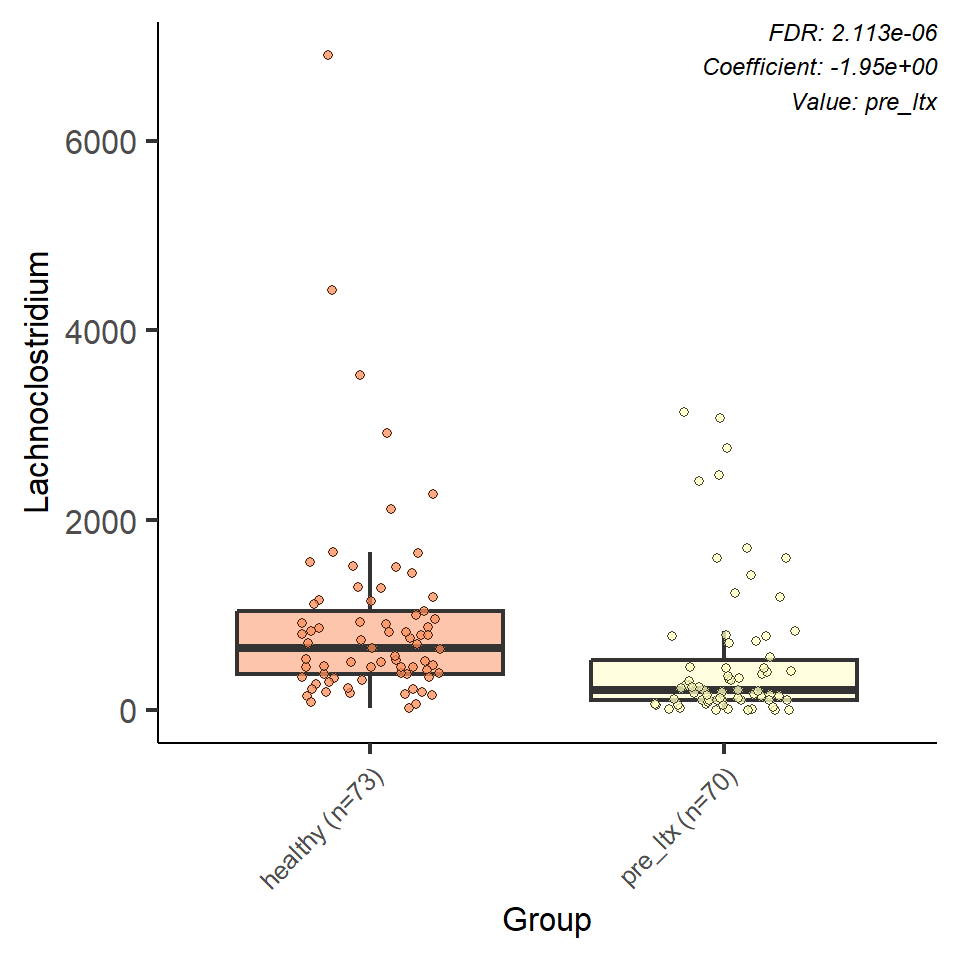 FDR: 2.113e-06
Coefficient: -1.95e+00
Value: pre_ltx
Lachnoclostridium
6000
4000
2000
0
healthy (n=73)
pre_ltx (n=70)
Group